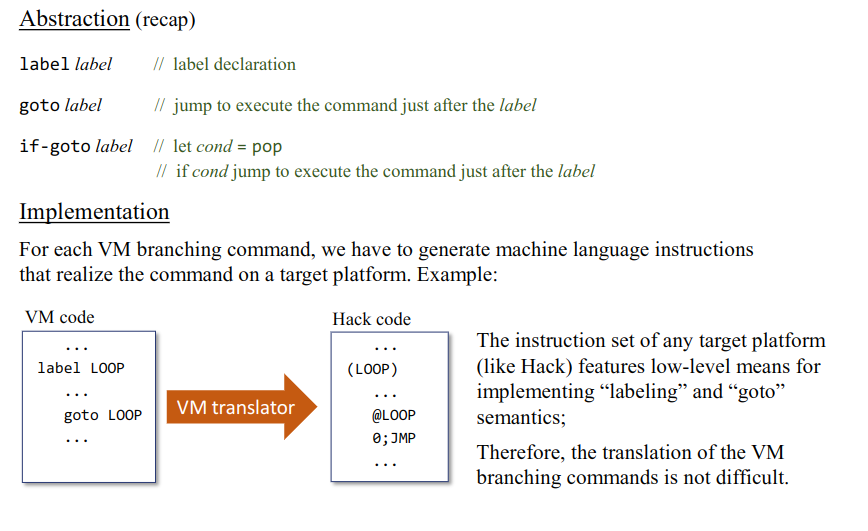 Abstraction (recap)
label label // label declaration
goto label // jump to execute the command just after the label
if-goto label // let cond = pop
// if cond jump to execute the command just after the label
Implementation
For each VM branching command, we have to generate machine language instructions
that realize the command on a target platform. Example:
VM code
...
label LOOP
...
goto LOOP
...
VM translator
Hack code
...
(LOOP)
...
@LOOP
0;JMP
...
The instruction set of any target platform
(like Hack) features low-level means for
implementing “labeling” and “goto”
semantics;
Therefore, the translation of the VM
branching commands is not difficult.